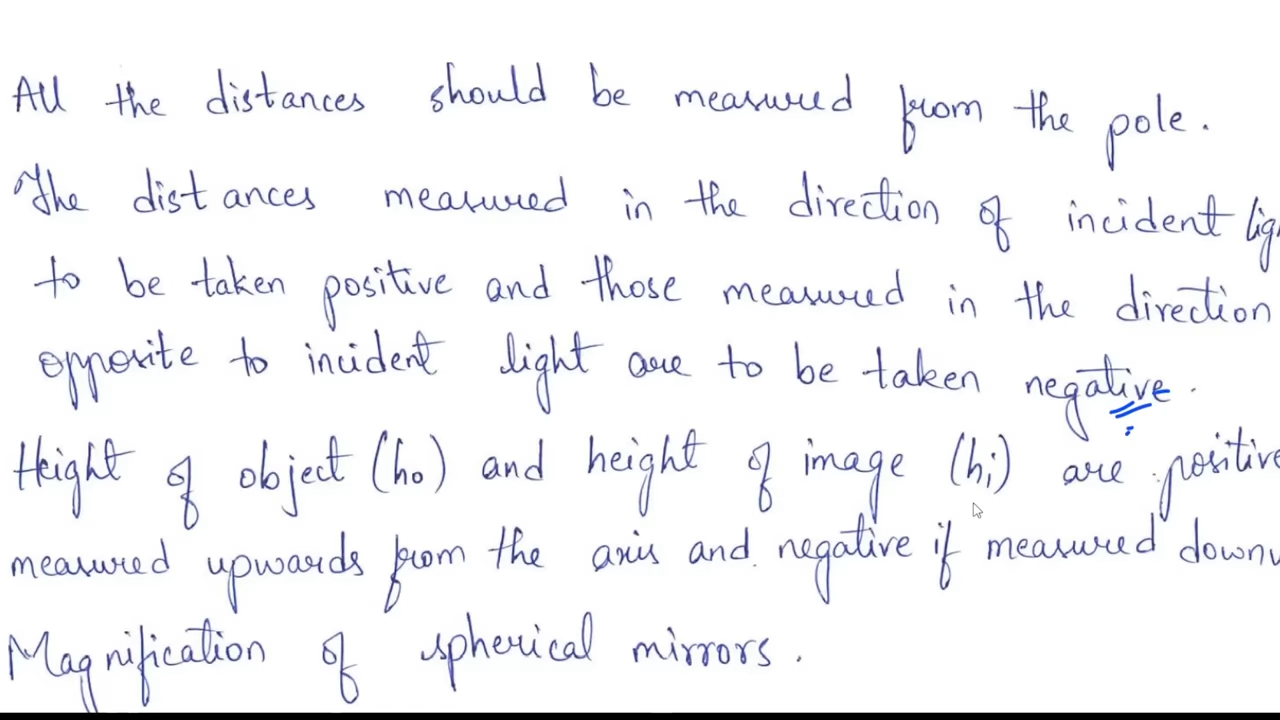 All the distances should be measured from the pole.
The distances measured in the direction of incident lig
to be taken positive and those measured in the direction
opposite to incident light are to be taken negative.
Height of object (ho) and height of image (hi) are positive
measured upwards from the axis and negative if measured downw
Magnification of spherical mirrors.